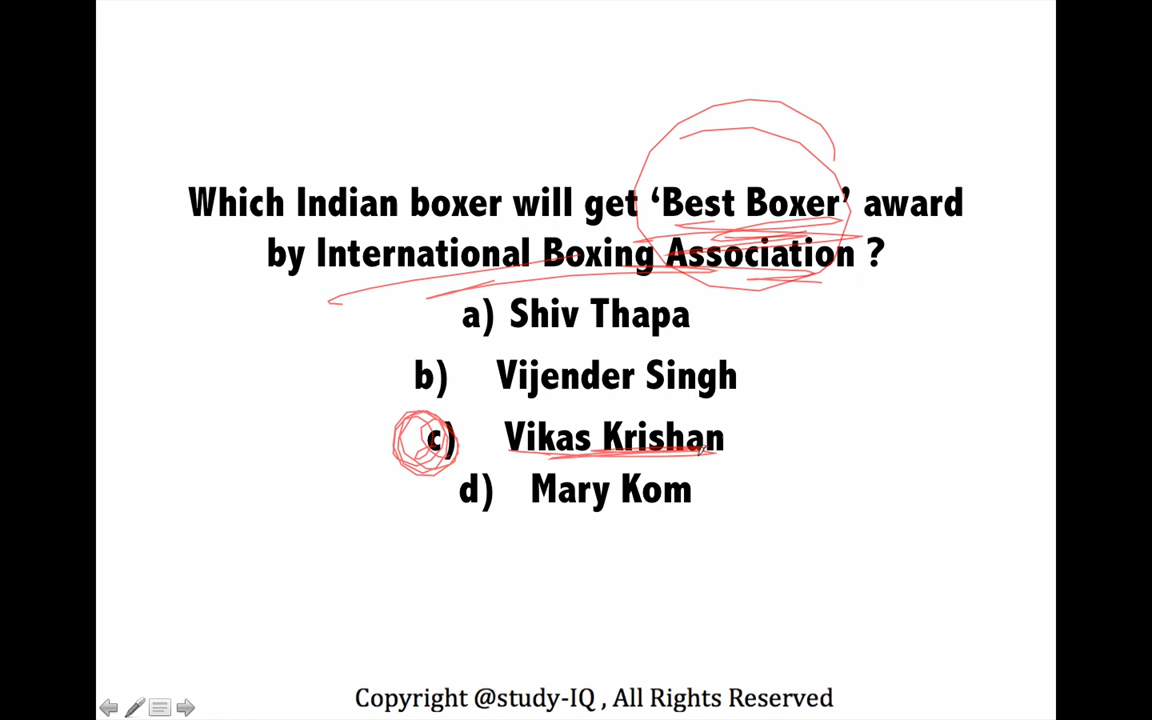 Which Indian boxer will get ‘Best Boxer’ award
by International Boxing Association ?
a) Shiv Thapa
b) Vijender Singh
c) Vikas Krishan
d) Mary Kom
Copyright @study-IQ , All Rights Reserved